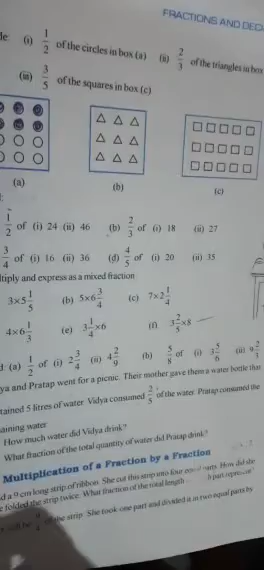 FRACTIONS AND DECI
(i) 1/2 of the circles in box (a) (ii) 2/3 of the triangles in box
(iii) 3/5 of the squares in box (c)
(a) (b) (c)
1/2 of (i) 24 (ii) 46 (b) 2/3 of (i) 18 (ii) 27
3/4 of (i) 16 (ii) 36 (d) 4/5 of (i) 20 (ii) 35
tiply and express as a mixed fraction
3×5 1/5 (b) 5×6 3/4 (c) 7×2 1/4
4×6 1/3 (e) 3 1/4 ×6 (f) 3 2/5 ×8
(a) 1/2 of (i) 2 3/4 (ii) 4 2/9 (b) 5/8 of (i) 3 5/6 (ii) 9 2/3
ya and Pratap went for a picnic. Their mother gave them a water bottle that
tained 5 litres of water. Vidya consumed 2/5 of the water. Pratap consumed the
aining water.
How much water did Vidya drink?
What fraction of the total quantity of water did Pratap drink?
Multiplication of a Fraction by a Fraction
d a 9 cm long strip of ribbon. She cut this strip into four equal parts. How did she
e folded the strip twice. What fraction of the total length part represent
of the strip. She took one part and divided it in two equal parts by